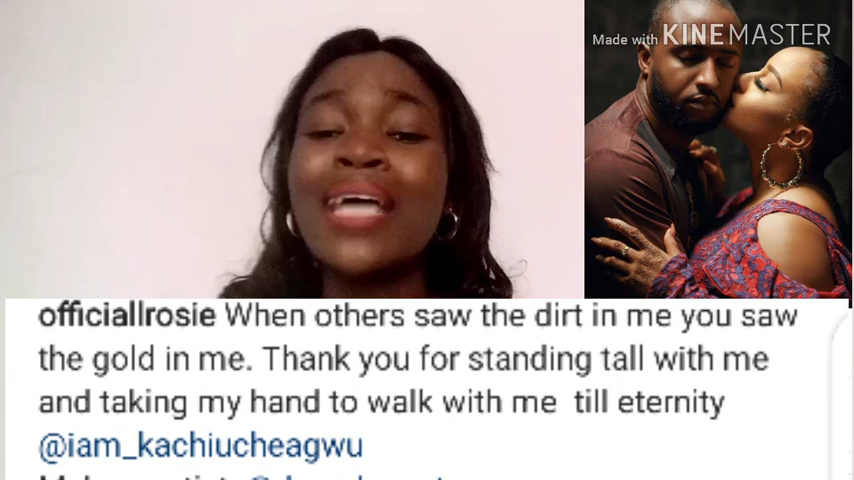 Made with KINEMASTER
officiallrosie When others saw the dirt in me you saw
the gold in me. Thank you for standing tall with me
and taking my hand to walk with me till eternity
@iam_kachiucheagwu